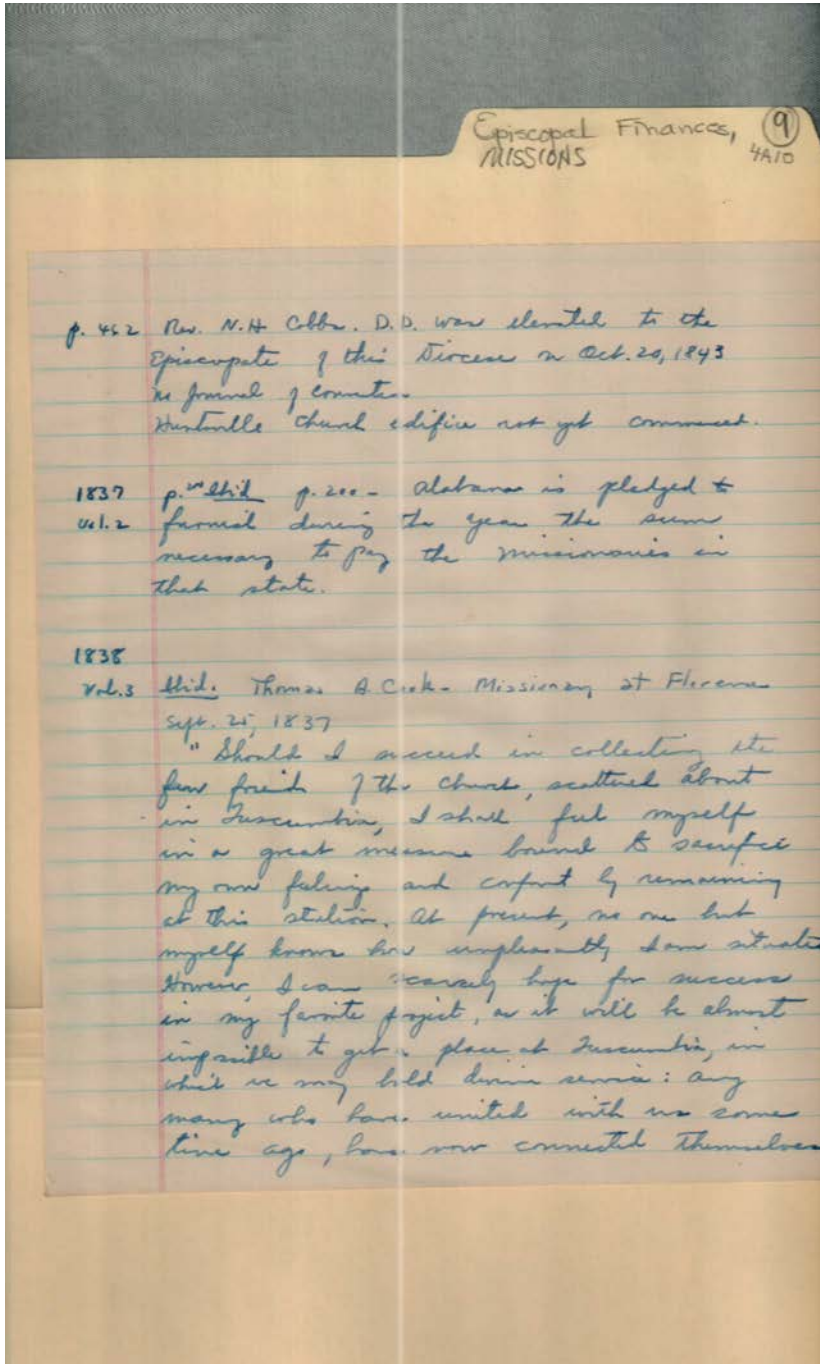 Episcopal Finances, 9
MISSIONS 4A10
p. 452 Rev. N.H Cobbs. D.D. was elevated to the
Episcopate of this Diocese on Oct. 20, 1843
no Journal of
Huntsville Church edifice not yet commenced.
1837 Ibid p. 200 - Alabama is pledged to
Vol. 2 during the year the sum
necessary to pay the missionaries in
that state.
1838
Vol. 3 Ibid. Thomas A Cook - Missionary at Florence
Sept. 25, 1837
"Should I succeed in collecting the
few friends of the church, scattered about
in Tuscumbia, I shall feel myself
in a great measure bound to sacrifice
my own feelings and comfort by remaining
at this station. At present, no one but
myself knows how unpleasantly I am situated
However, I can scarcely hope for success
in my favorite project, as it will be almost
impossible to get a place at Tuscumbia, in
which we may hold divine service: any
many who have united with us some
time ago, have now connected themselves